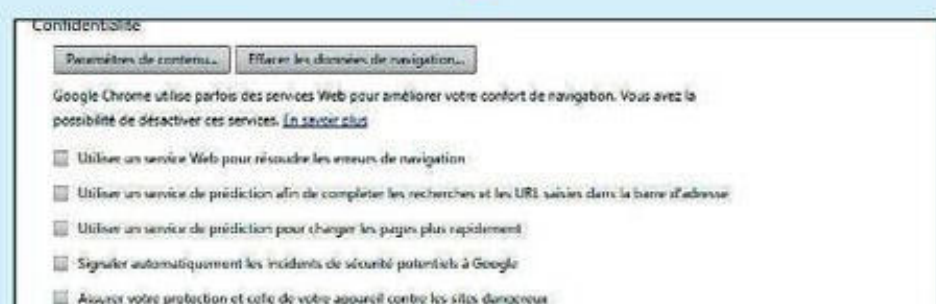 Confidentialité
Paramètres de contenu... Effacer les données de navigation...
Google Chrome utilise parfois des services Web pour améliorer votre confort de navigation. Vous avez la
possibilité de désactiver ces services. En savoir plus
Utiliser un service Web pour résoudre les erreurs de navigation
Utiliser un service de prédiction afin de compléter les recherches et les URL saisies dans la barre d'adresse
Utiliser un service de prédiction pour charger les pages plus rapidement
Signaler automatiquement les incidents de sécurité potentiels à Google
Assurer votre protection et celle de votre appareil contre les sites dangereux